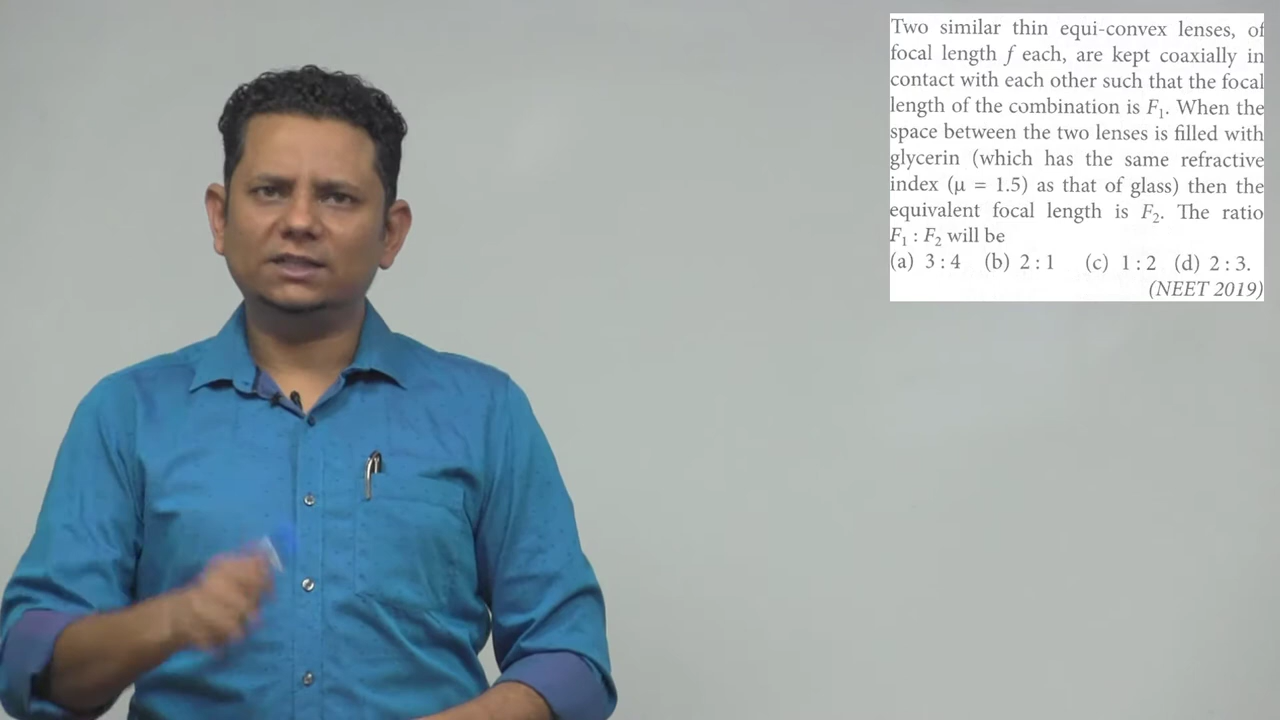 Two similar thin equi-convex lenses, of
focal length f each, are kept coaxially in
contact with each other such that the focal
length of the combination is F₁. When the
space between the two lenses is filled with
glycerin (which has the same refractive
index (μ = 1.5) as that of glass) then the
equivalent focal length is F₂. The ratio
F₁ : F₂ will be
(a) 3 : 4 (b) 2 : 1 (c) 1 : 2 (d) 2 : 3.
(NEET 2019)